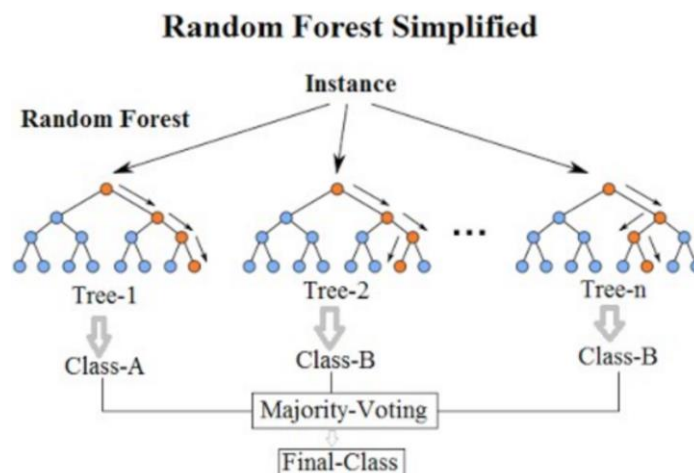 Random Forest Simplified
Instance
Random Forest
...
Tree-1
Tree-2
Tree-n
Class-A
Class-B
Class-B
Majority-Voting
Final-Class